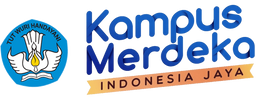 TUT WURI HANDAYANI
Kampus
Merdeka
INDONESIA JAYA